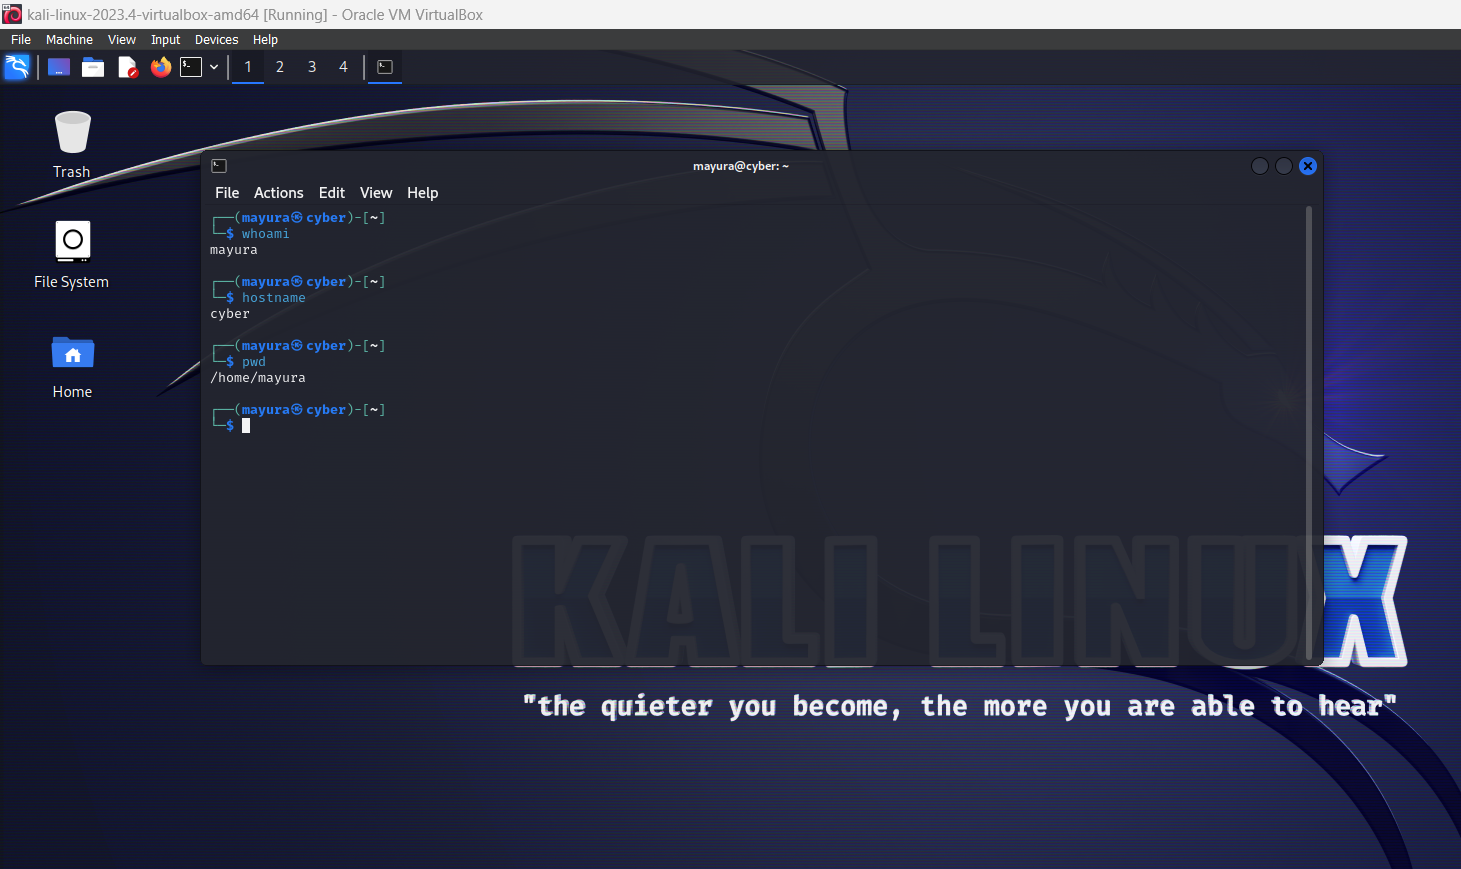 kali-linux-2023.4-virtualbox-amd64 [Running] - Oracle VM VirtualBox
File Machine View Input Devices Help
1 2 3 4
Trash
File System
Home
mayura@cyber: ~
File Actions Edit View Help
┌──(mayura㉿cyber)-[~]
└─$ whoami
mayura
┌──(mayura㉿cyber)-[~]
└─$ hostname
cyber
┌──(mayura㉿cyber)-[~]
└─$ pwd
/home/mayura
┌──(mayura㉿cyber)-[~]
└─$
KALI LINUX
"the quieter you become, the more you are able to hear"